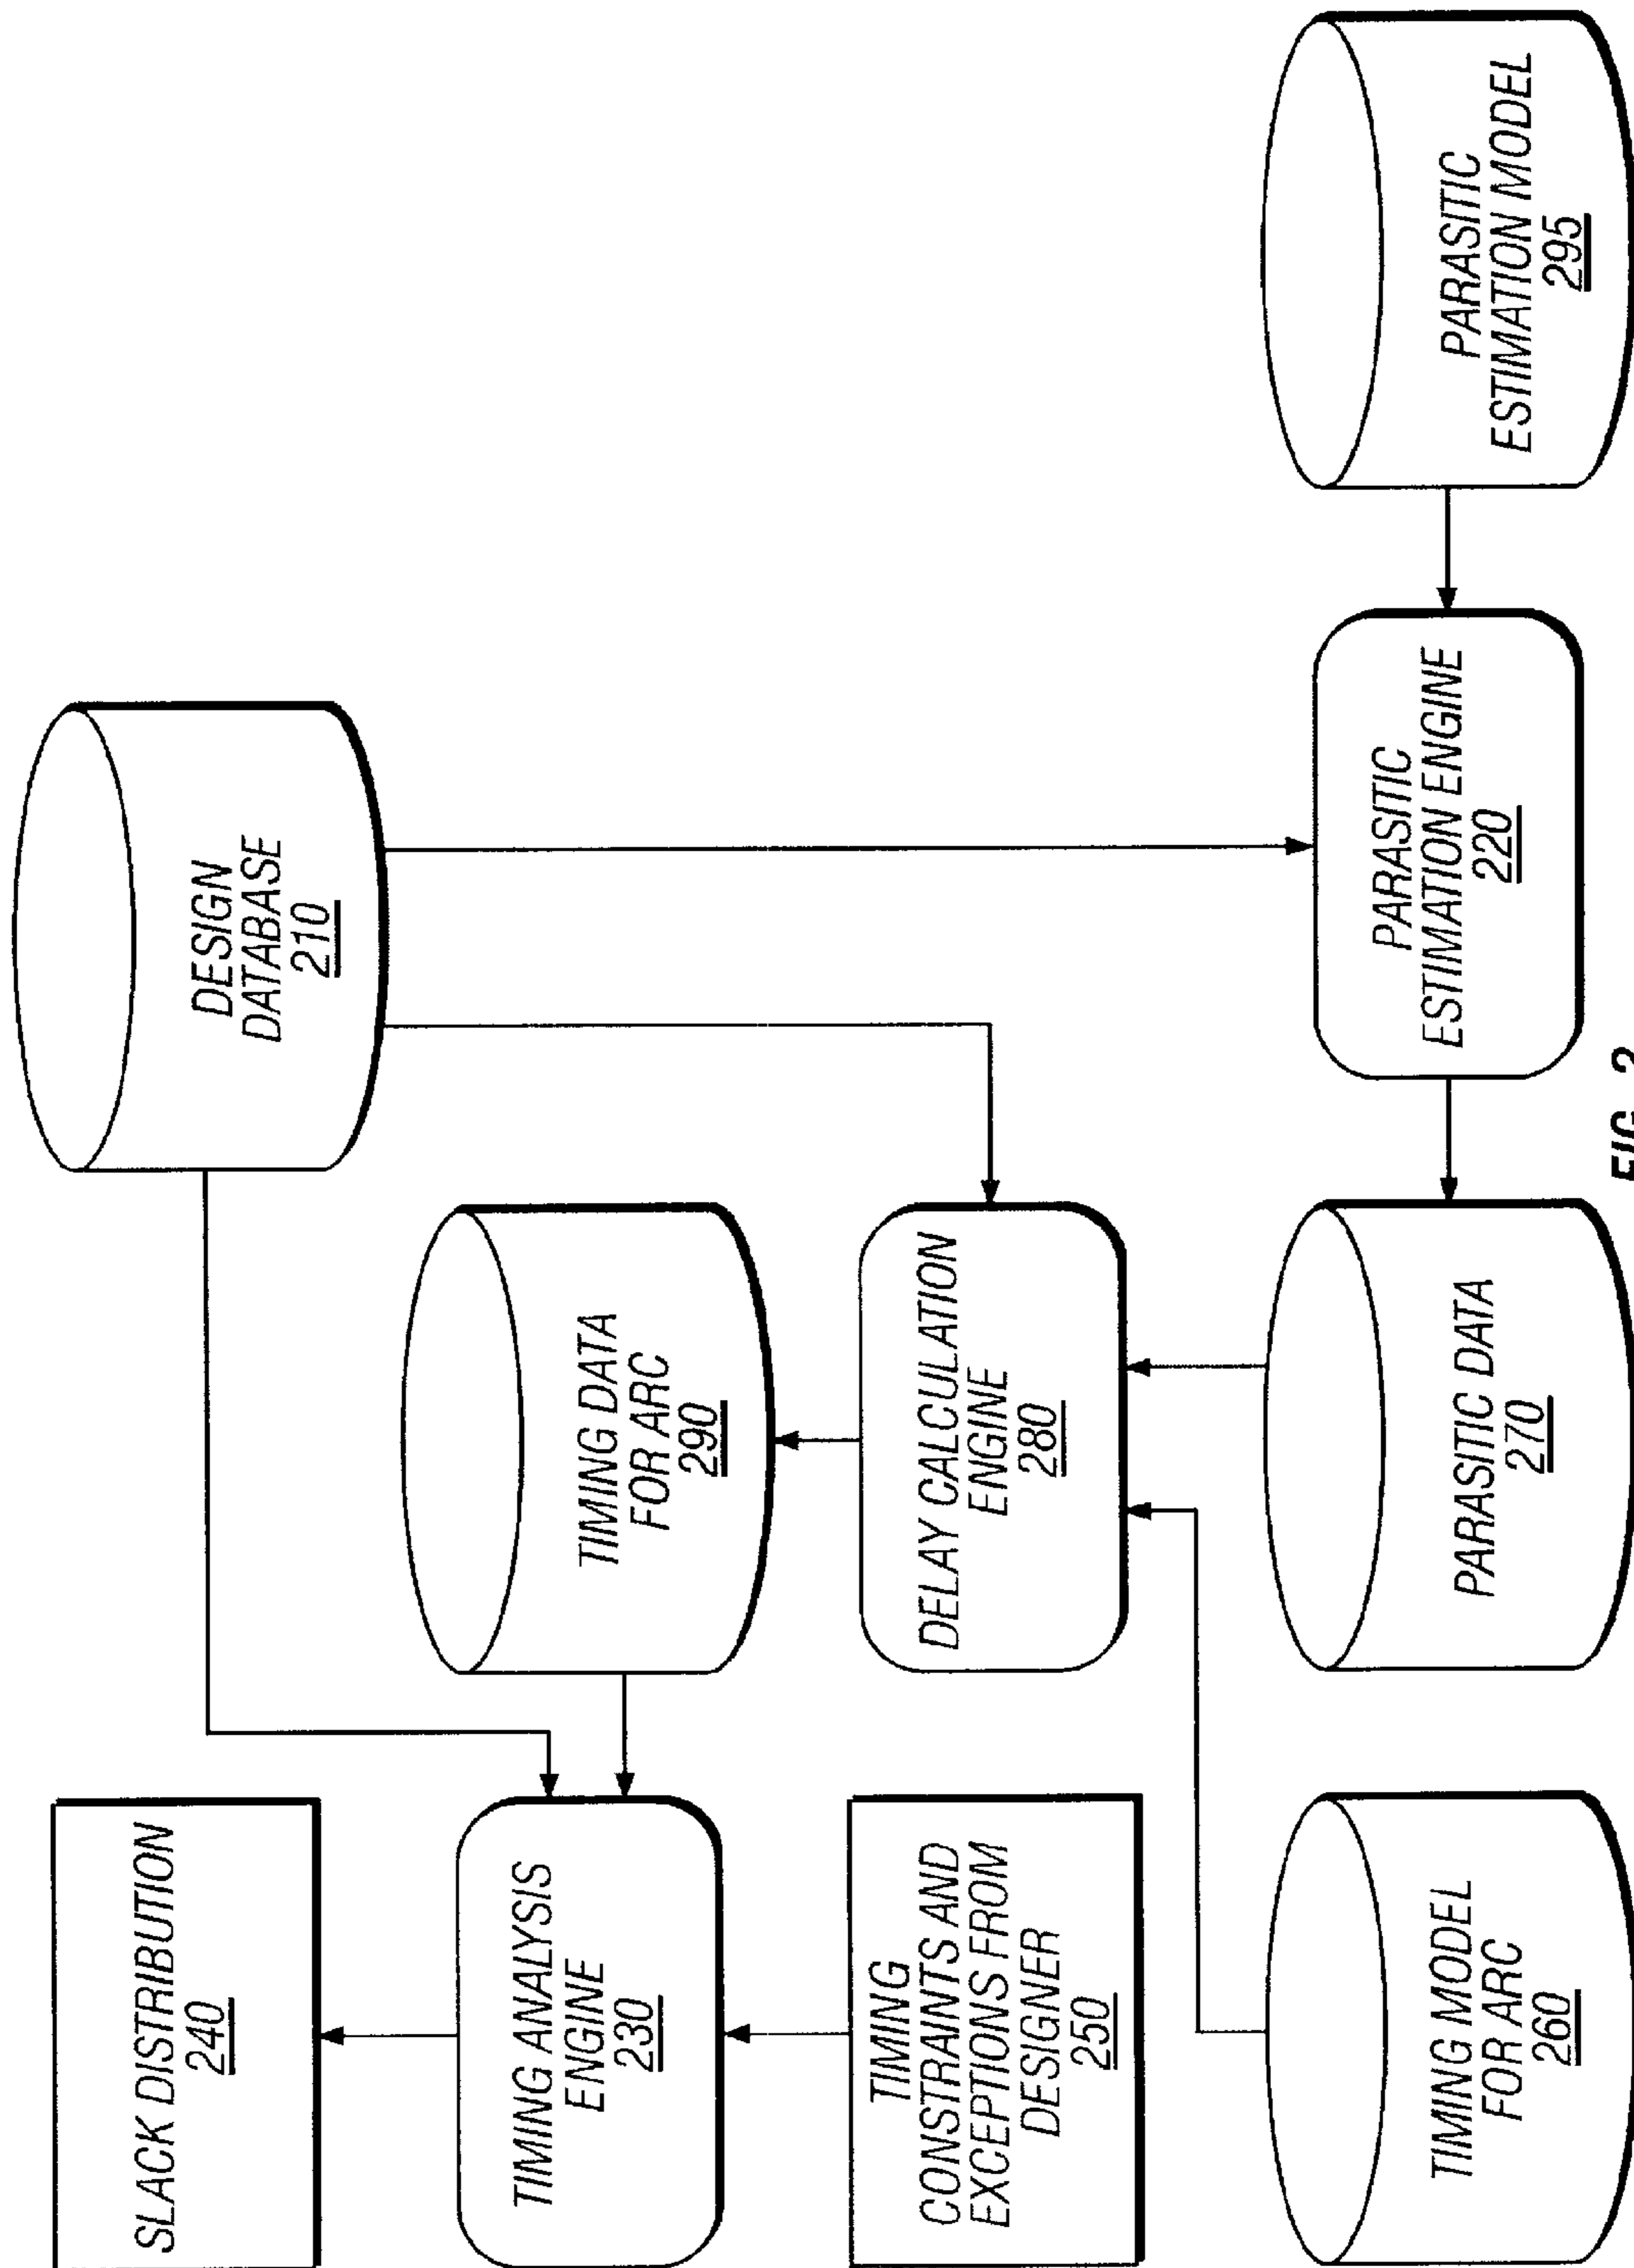 SLACK DISTRIBUTION
240
DESIGN
DATABASE
210
TIMING ANALYSIS
ENGINE
230
TIMING DATA
FOR ARC
290
TIMING
CONSTRAINTS AND
EXCEPTIONS FROM
DESIGNER
250
DELAY CALCULATION
ENGINE
280
TIMING MODEL
FOR ARC
260
PARASITIC DATA
270
PARASITIC
ESTIMATION ENGINE
220
PARASITIC
ESTIMATION MODEL
295
FIG. 2